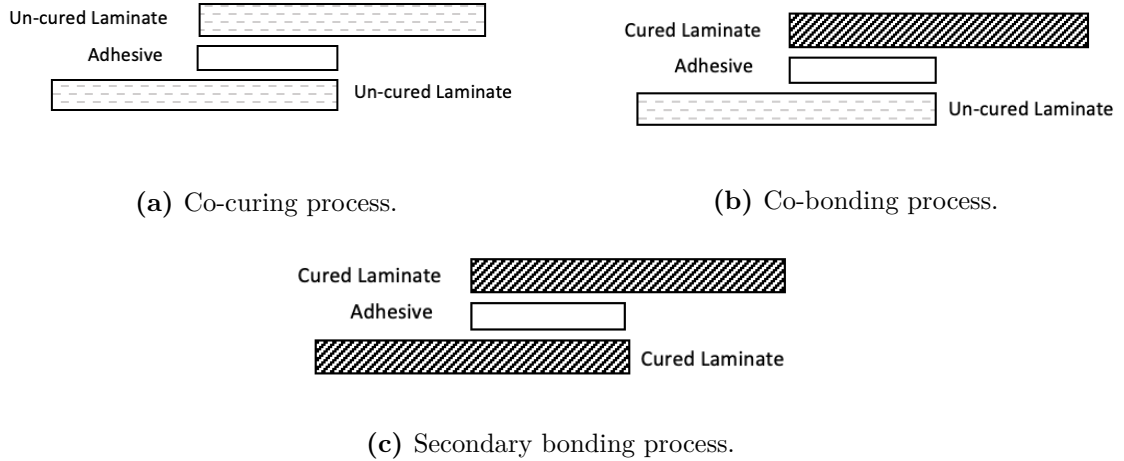 Un-cured Laminate
Adhesive
Un-cured Laminate
(a) Co-curing process.
Cured Laminate
Adhesive
Un-cured Laminate
(b) Co-bonding process.
Cured Laminate
Adhesive
Cured Laminate
(c) Secondary bonding process.